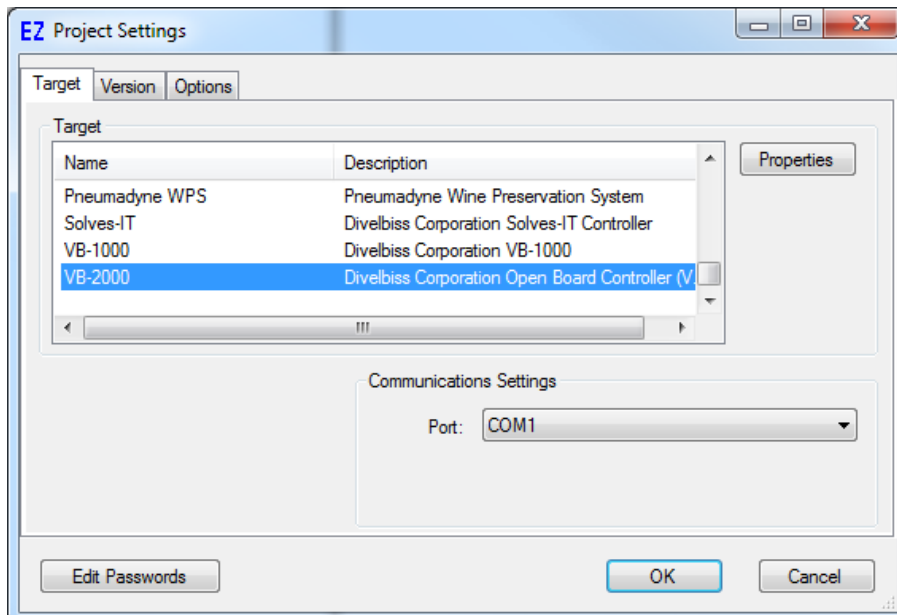 EZ Project Settings
Target Version Options
Target
Name Description
Pneumadyne WPS Pneumadyne Wine Preservation System
Solves-IT Divelbiss Corporation Solves-IT Controller
VB-1000 Divelbiss Corporation VB-1000
VB-2000 Divelbiss Corporation Open Board Controller (V.
Properties
Communications Settings
Port: COM1
Edit Passwords OK Cancel